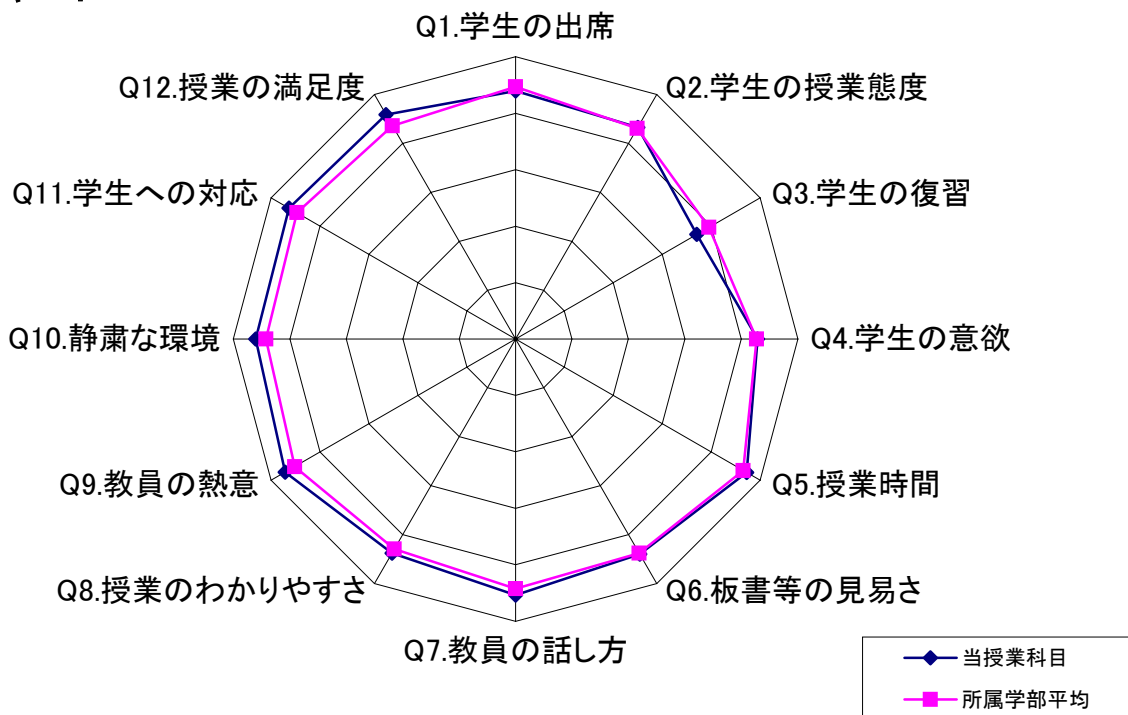 Q1.学生の出席
Q2.学生の授業態度
Q3.学生の復習
Q4.学生の意欲
Q5.授業時間
Q6.板書等の見易さ
Q7.教員の話し方
Q8.授業のわかりやすさ
Q9.教員の熱意
Q10.静粛な環境
Q11.学生への対応
Q12.授業の満足度
当授業科目
所属学部平均